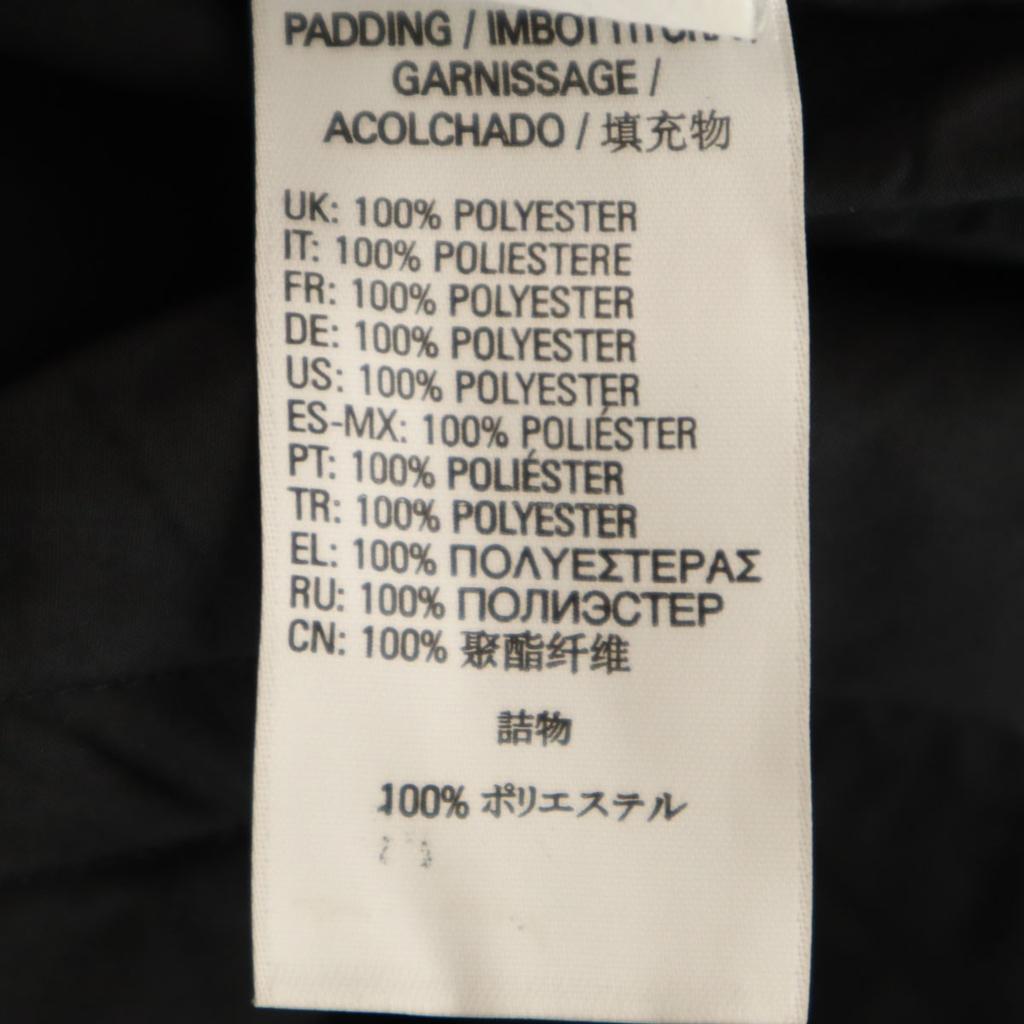 PADDING /
GARNISSAGE /
ACOLCHADO / 填充物
UK: 100% POLYESTER
IT: 100% POLIESTERE
FR: 100% POLYESTER
DE: 100% POLYESTER
US: 100% POLYESTER
ES-MX: 100% POLIÉSTER
PT: 100% POLIÉSTER
TR: 100% POLYESTER
EL: 100% ΠΟΛΥΕΣΤΕΡΑΣ
RU: 100% ПОЛИЭСТЕР
CN: 100% 聚酯纤维
詰物
100% ポリエステル